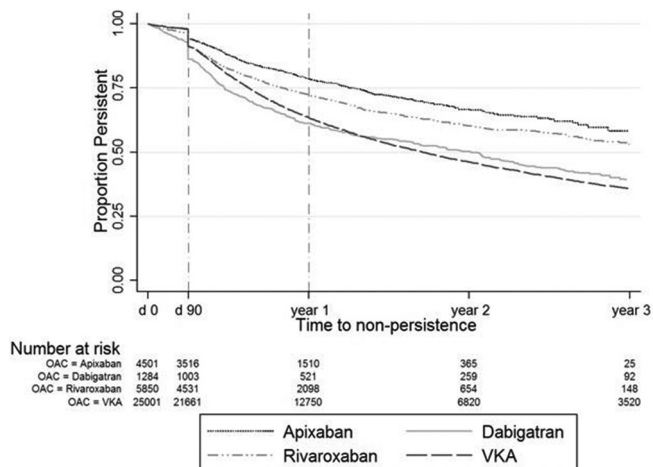 1.00
0.75
0.50
0.25
0.00
Proportion Persistent
d 0 d 90 year 1 year 2 year 3
Time to non-persistence
Number at risk
OAC = Apixaban 4501 3516 1510 365 25
OAC = Dabigatran 1284 1003 521 259 92
OAC = Rivaroxaban 5850 4531 2098 654 148
OAC = VKA 25001 21661 12750 6820 3520
Apixaban Dabigatran
Rivaroxaban VKA